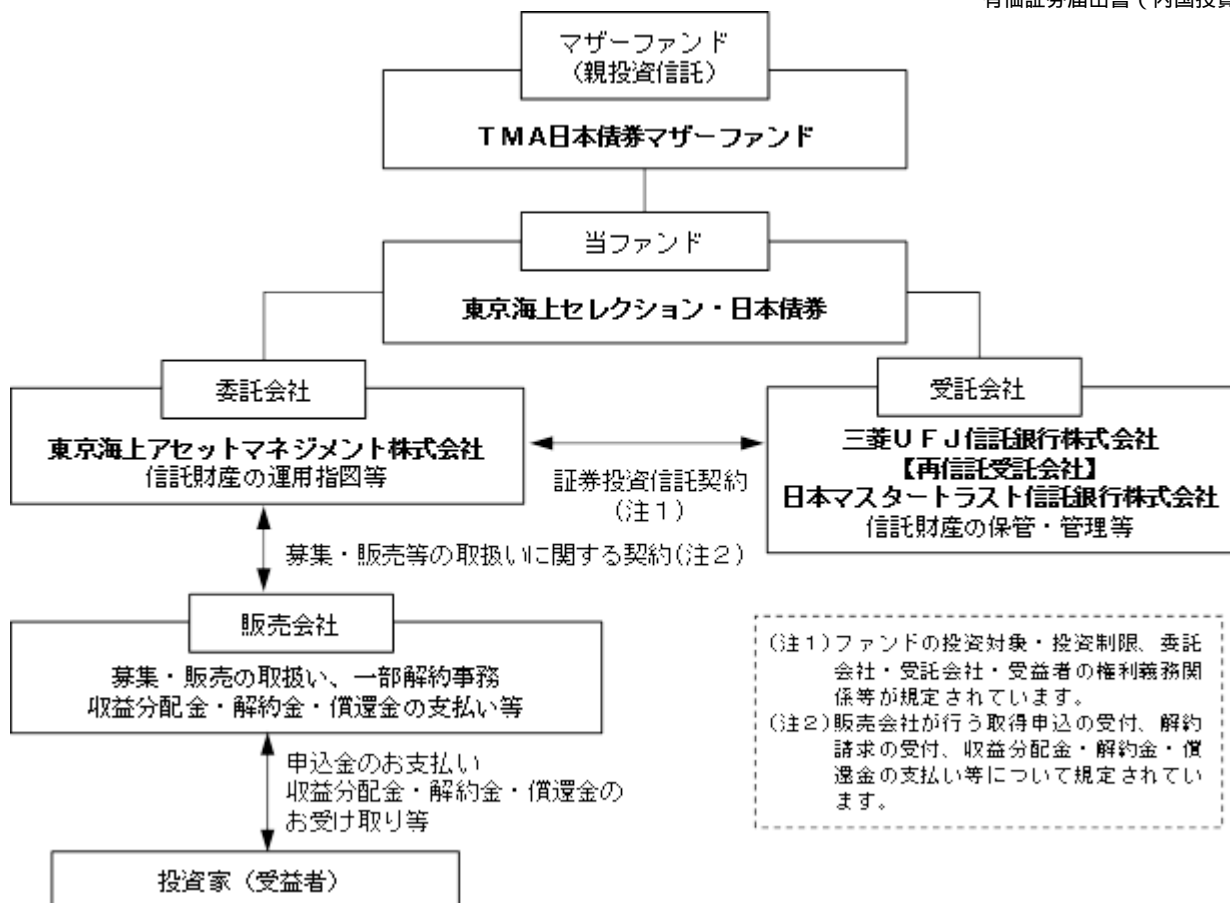 有価証券届出書（内国投資
マザーファンド
（親投資信託）
ＴＭＡ日本債券マザーファンド
当ファンド
東京海上セレクション・日本債券
委託会社
東京海上アセットマネジメント株式会社
信託財産の運用指図等
証券投資信託契約
（注１）
受託会社
三菱ＵＦＪ信託銀行株式会社
【再信託受託会社】
日本マスタートラスト信託銀行株式会社
信託財産の保管・管理等
募集・販売等の取扱いに関する契約（注２）
販売会社
募集・販売の取扱い、一部解約事務
収益分配金・解約金・償還金の支払い等
申込金のお支払い
収益分配金・解約金・償還金の
お受け取り等
投資家（受益者）
（注１）ファンドの投資対象・投資制限、委託
会社・受託会社・受益者の権利義務関
係等が規定されています。
（注２）販売会社が行う取得申込の受付、解約
請求の受付、収益分配金・解約金・償
還金の支払い等について規定されてい
ます。